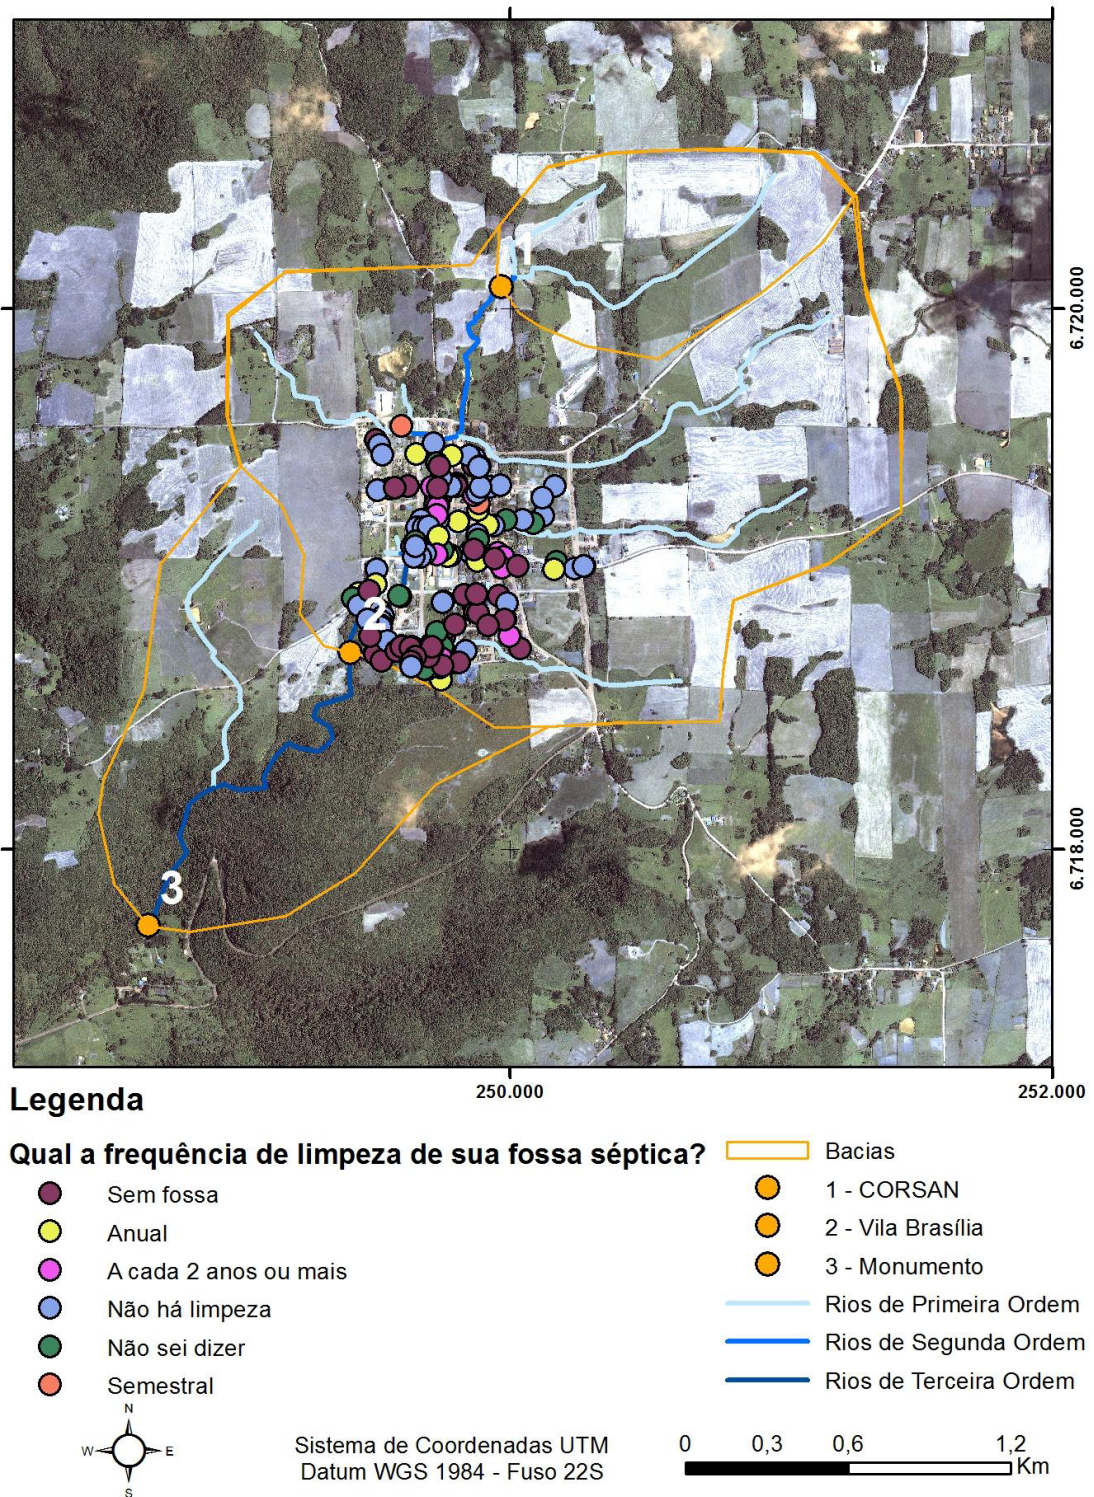 1
6.720.000
2
6.718.000
3
250.000
252.000
Legenda
Qual a frequência de limpeza de sua fossa séptica?
Sem fossa
Anual
A cada 2 anos ou mais
Não há limpeza
Não sei dizer
Semestral
Bacias
1 - CORSAN
2 - Vila Brasília
3 - Monumento
Rios de Primeira Ordem
Rios de Segunda Ordem
Rios de Terceira Ordem
N
W
E
S
Sistema de Coordenadas UTM
Datum WGS 1984 - Fuso 22S
0 0,3 0,6 1,2
Km